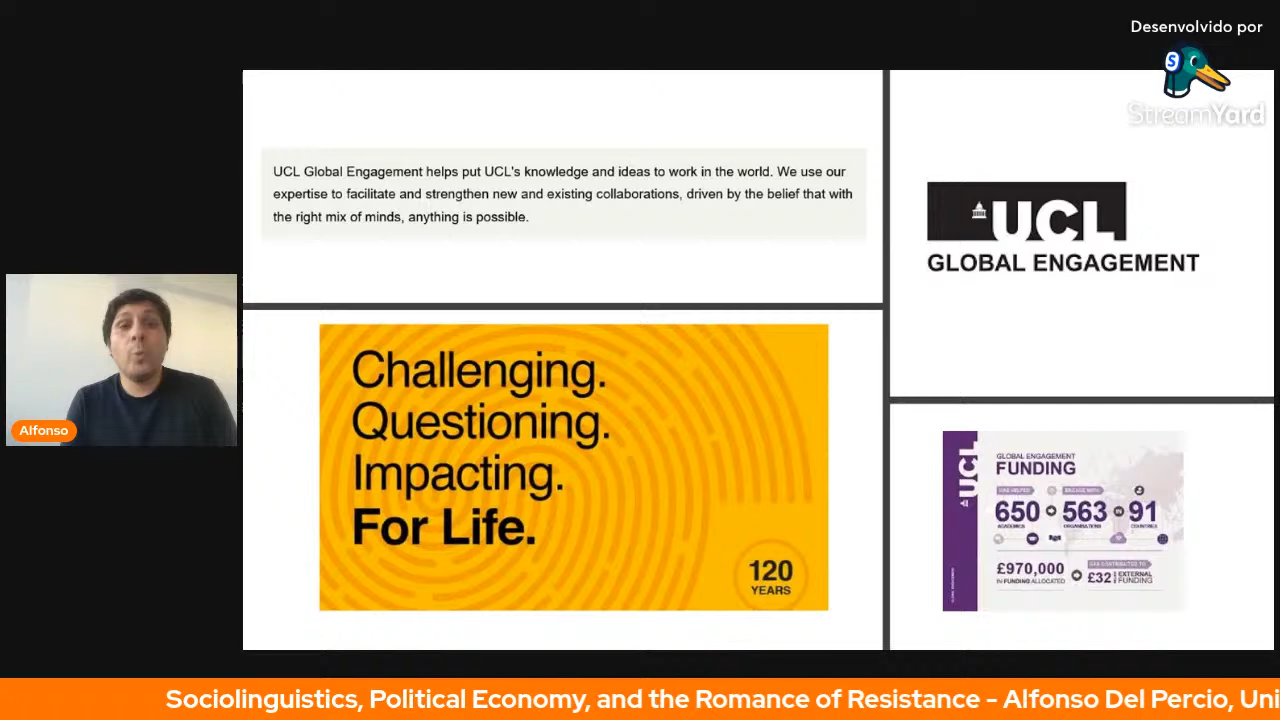 Desenvolvido por
StreamYard
UCL Global Engagement helps put UCL's knowledge and ideas to work in the world. We use our
expertise to facilitate and strengthen new and existing collaborations, driven by the belief that with
the right mix of minds, anything is possible.
UCL
GLOBAL ENGAGEMENT
Challenging.
Questioning.
Impacting.
For Life.
120
YEARS
Alfonso
UCL
GLOBAL ENGAGEMENT
FUNDING
650 563 91
ACADEMICS ORGANISATIONS COUNTRIES
£970,000
IN FUNDING ALLOCATED
£32
EXTERNAL
FUNDING
Sociolinguistics, Political Economy, and the Romance of Resistance - Alfonso Del Percio, Uni